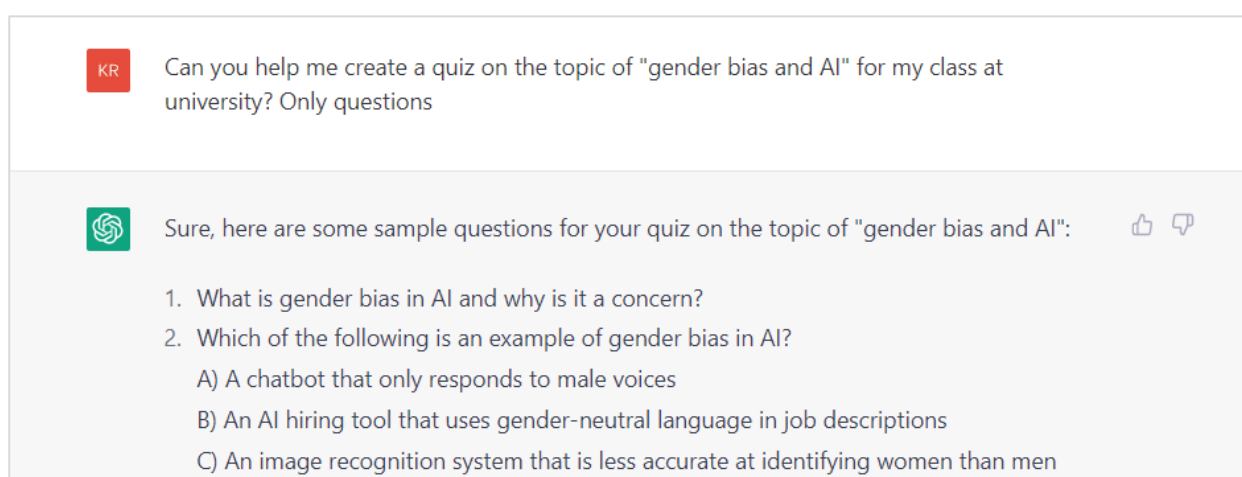 KR
Can you help me create a quiz on the topic of "gender bias and AI" for my class at
university? Only questions
Sure, here are some sample questions for your quiz on the topic of "gender bias and AI":
1. What is gender bias in AI and why is it a concern?
2. Which of the following is an example of gender bias in AI?
A) A chatbot that only responds to male voices
B) An AI hiring tool that uses gender-neutral language in job descriptions
C) An image recognition system that is less accurate at identifying women than men